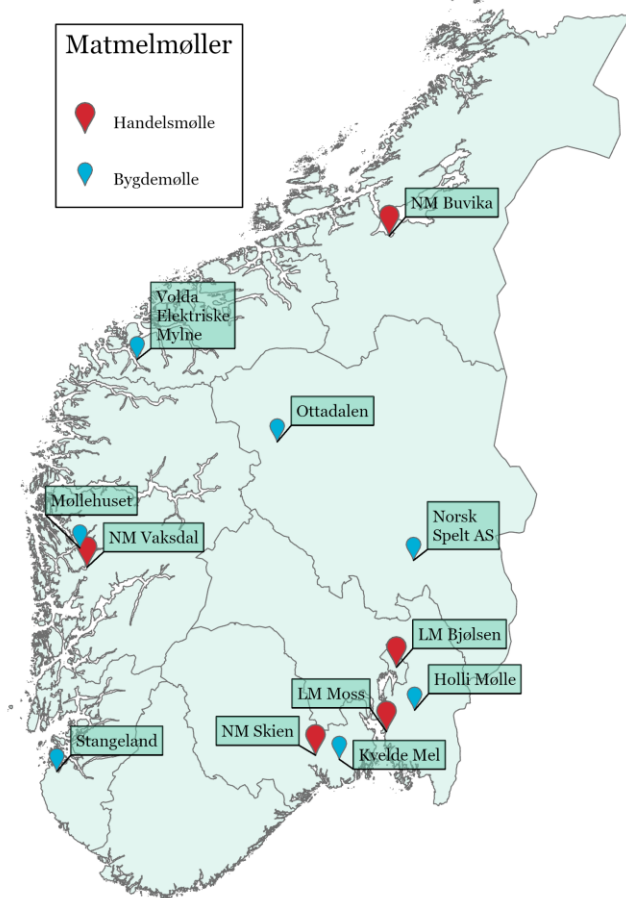 Matmelmøller
Handelsmølle
Bygdemølle
NM Buvika
Volda
Elektriske
Mylne
Ottadalen
Møllehuset
NM Vaksdal
Norsk
Spelt AS
LM Bjølsen
LM Moss
Holli Mølle
NM Skien
Stangeland
Kvelde Mel